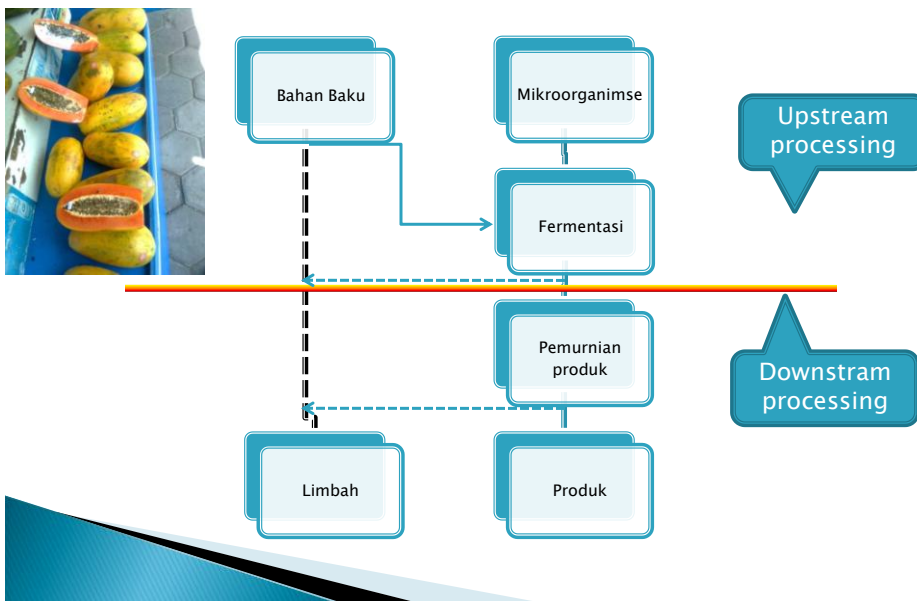 Bahan Baku
Mikroorganimse
Upstream
processing
Fermentasi
Pemurnian
produk
Downstram
processing
Limbah
Produk